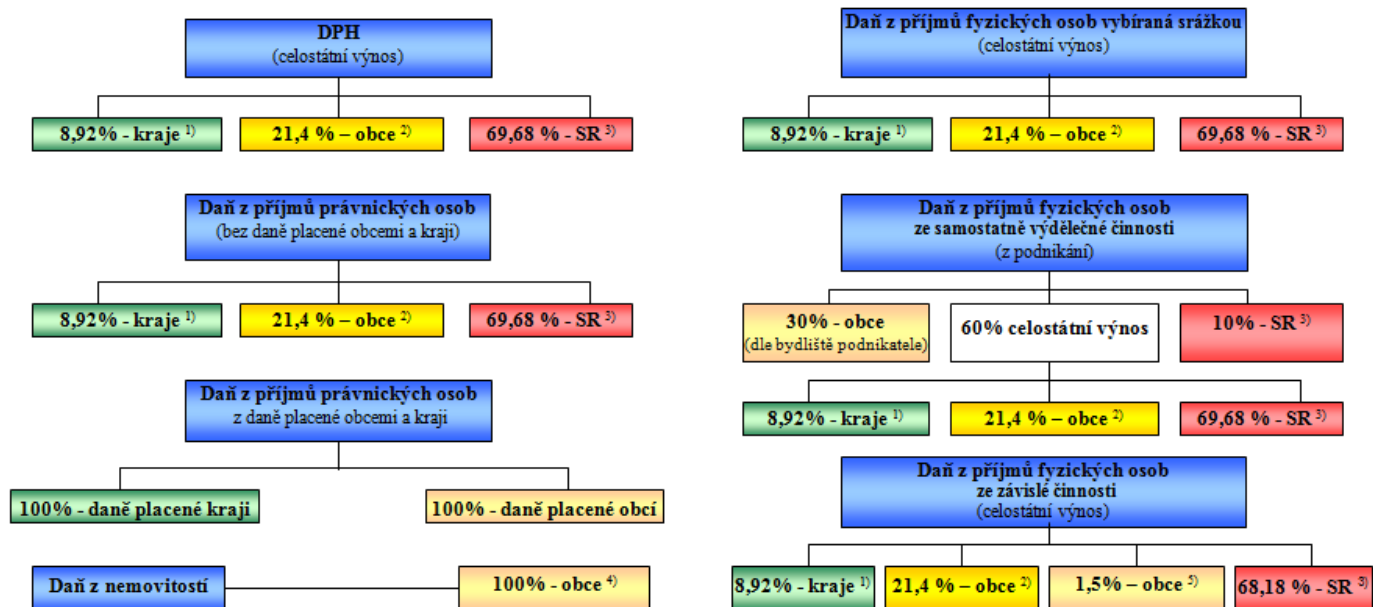 DPH
(celostátní výnos)
8,92% - kraje 1)
21,4 % – obce 2)
69,68 % - SR 3)
Daň z příjmů právnických osob
(bez daně placené obcemi a kraji)
8,92% - kraje 1)
21,4 % – obce 2)
69,68 % - SR 3)
Daň z příjmů právnických osob
z daně placené obcemi a kraji
100% - daně placené kraji
100% - daně placené obcí
Daň z nemovitostí
100% - obce 4)
Daň z příjmů fyzických osob vybíraná srážkou
(celostátní výnos)
8,92% - kraje 1)
21,4 % – obce 2)
69,68 % - SR 3)
Daň z příjmů fyzických osob
ze samostatně výdělečné činnosti
(z podnikání)
30% - obce
(dle bydliště podnikatele)
60% celostátní výnos
10% - SR 3)
8,92% - kraje 1)
21,4 % – obce 2)
69,68 % - SR 3)
Daň z příjmů fyzických osob
ze závislé činnosti
(celostátní výnos)
8,92% - kraje 1)
21,4 % – obce 2)
1,5% – obce 5)
68,18 % - SR 3)